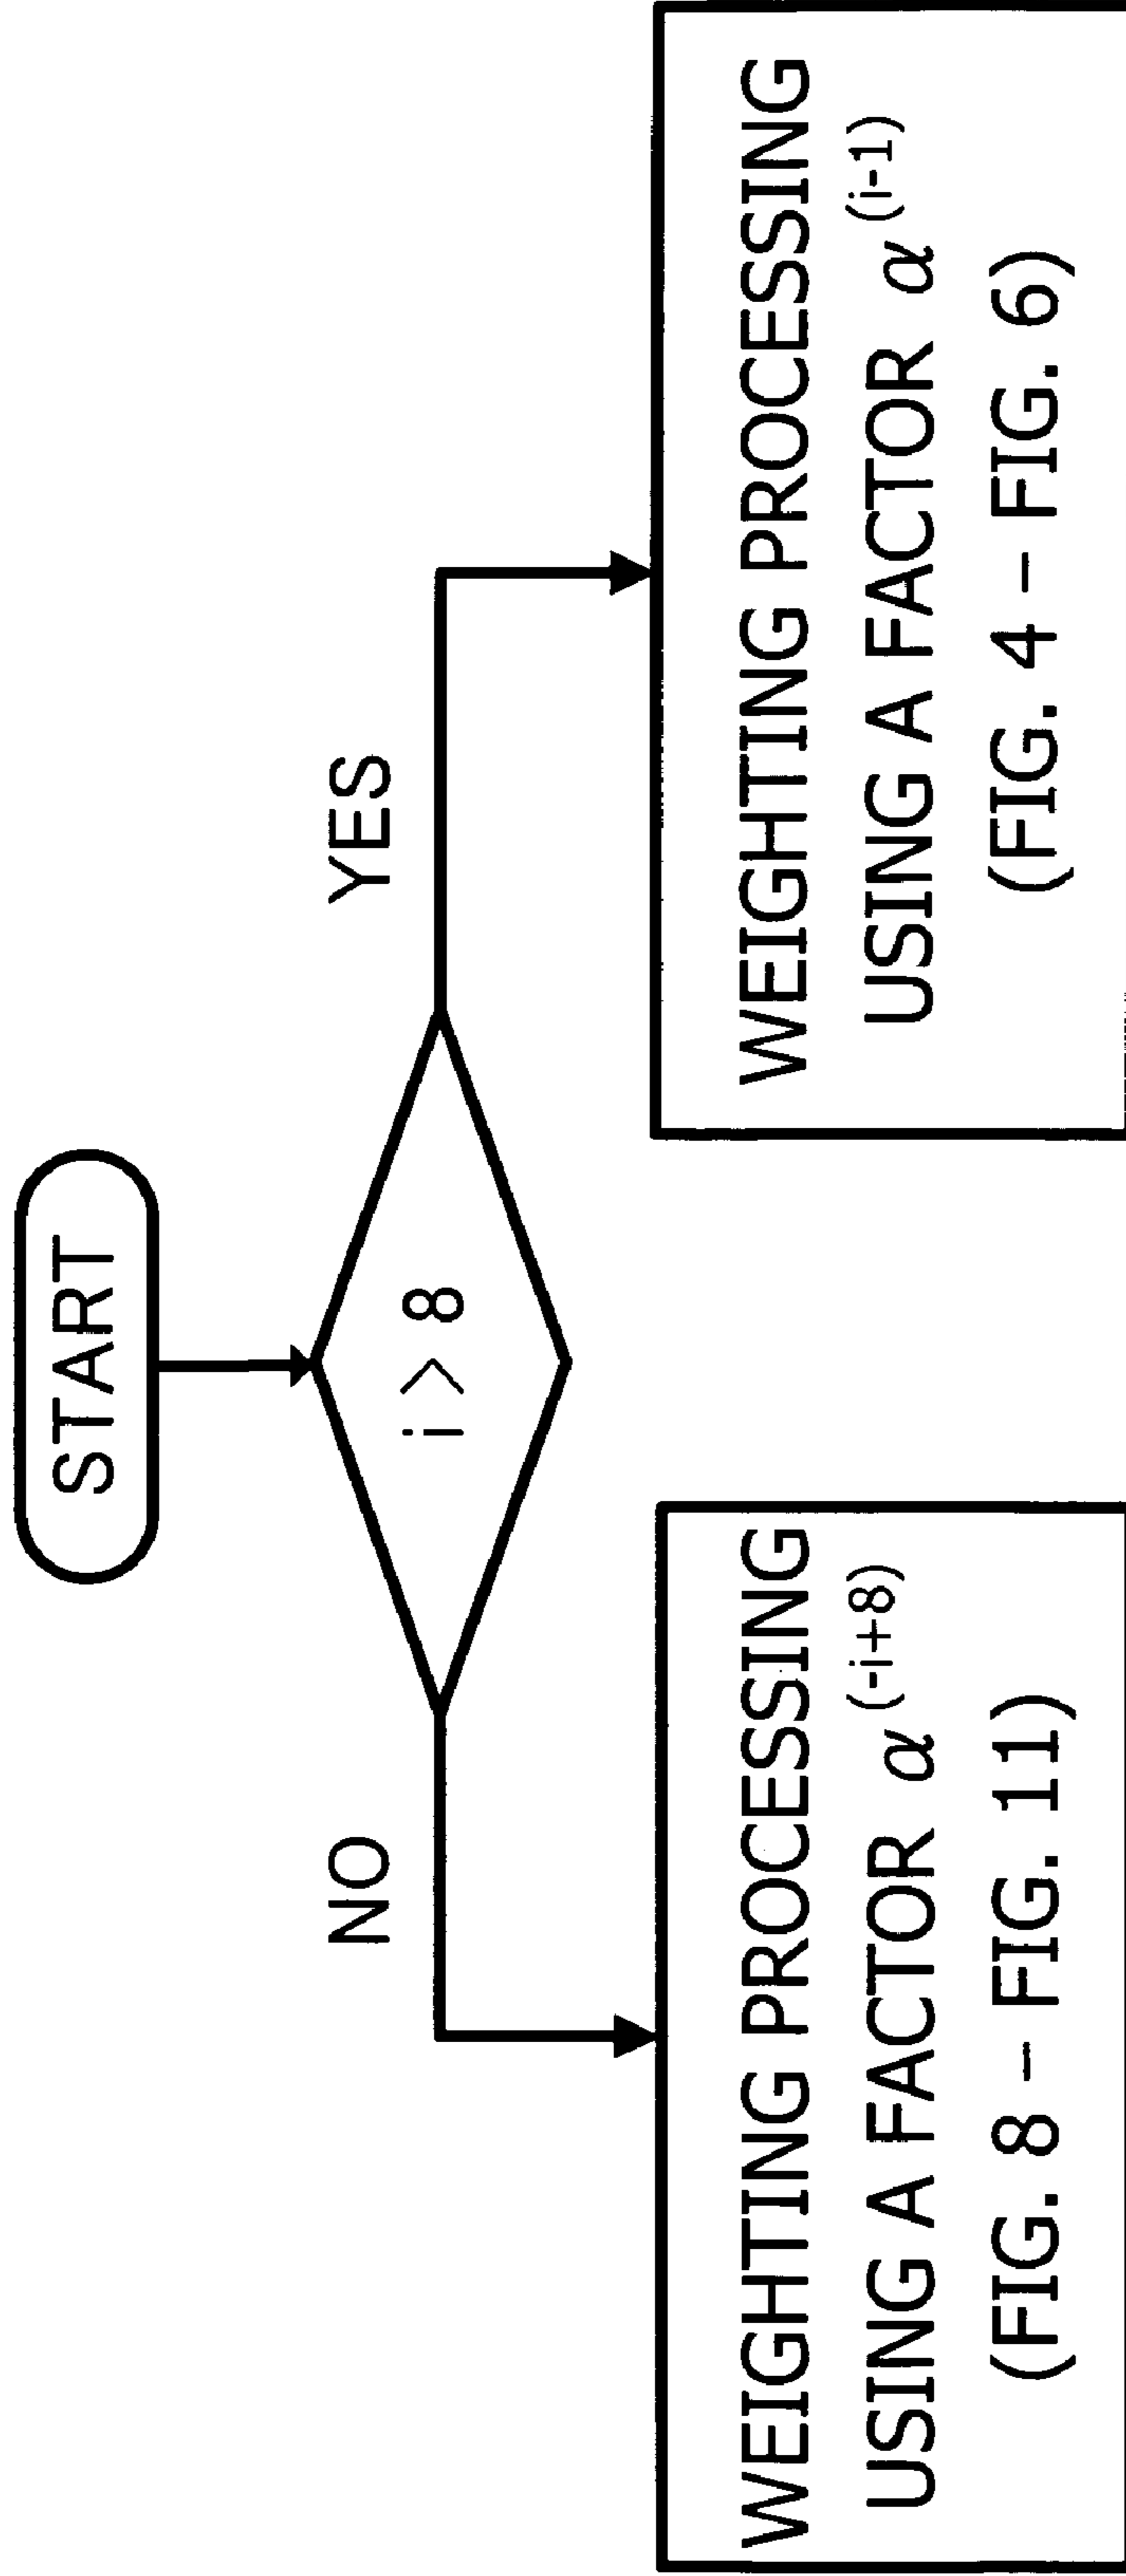 START
i > 8
NO
YES
WEIGHTING PROCESSING
USING A FACTOR α(-i+8)
(FIG. 8 – FIG. 11)
WEIGHTING PROCESSING
USING A FACTOR α(i-1)
(FIG. 4 – FIG. 6)